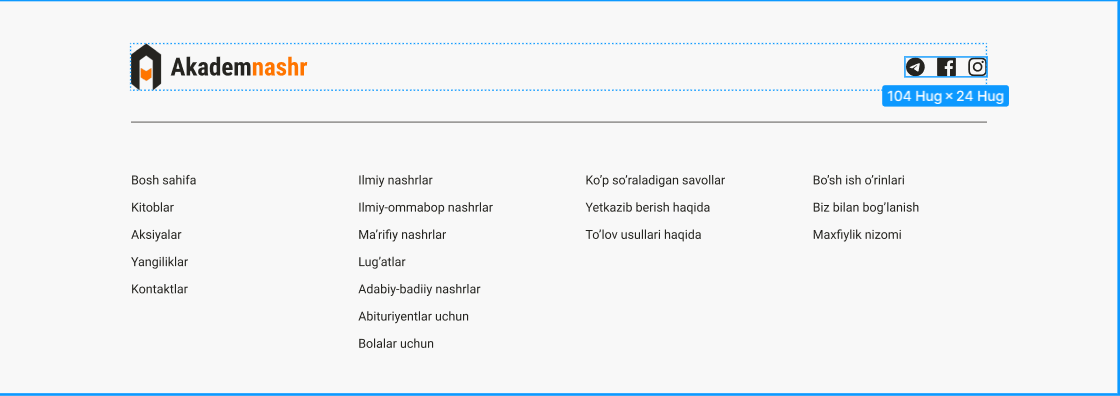 Akademnashr
104 Hug × 24 Hug
Bosh sahifa
Kitoblar
Aksiyalar
Yangiliklar
Kontaktlar
Ilmiy nashrlar
Ilmiy-ommabop nashrlar
Ma’rifiy nashrlar
Lug’atlar
Adabiy-badiiy nashrlar
Abituriyentlar uchun
Bolalar uchun
Ko’p so’raladigan savollar
Yetkazib berish haqida
To’lov usullari haqida
Bo’sh ish o’rinlari
Biz bilan bog’lanish
Maxfiylik nizomi